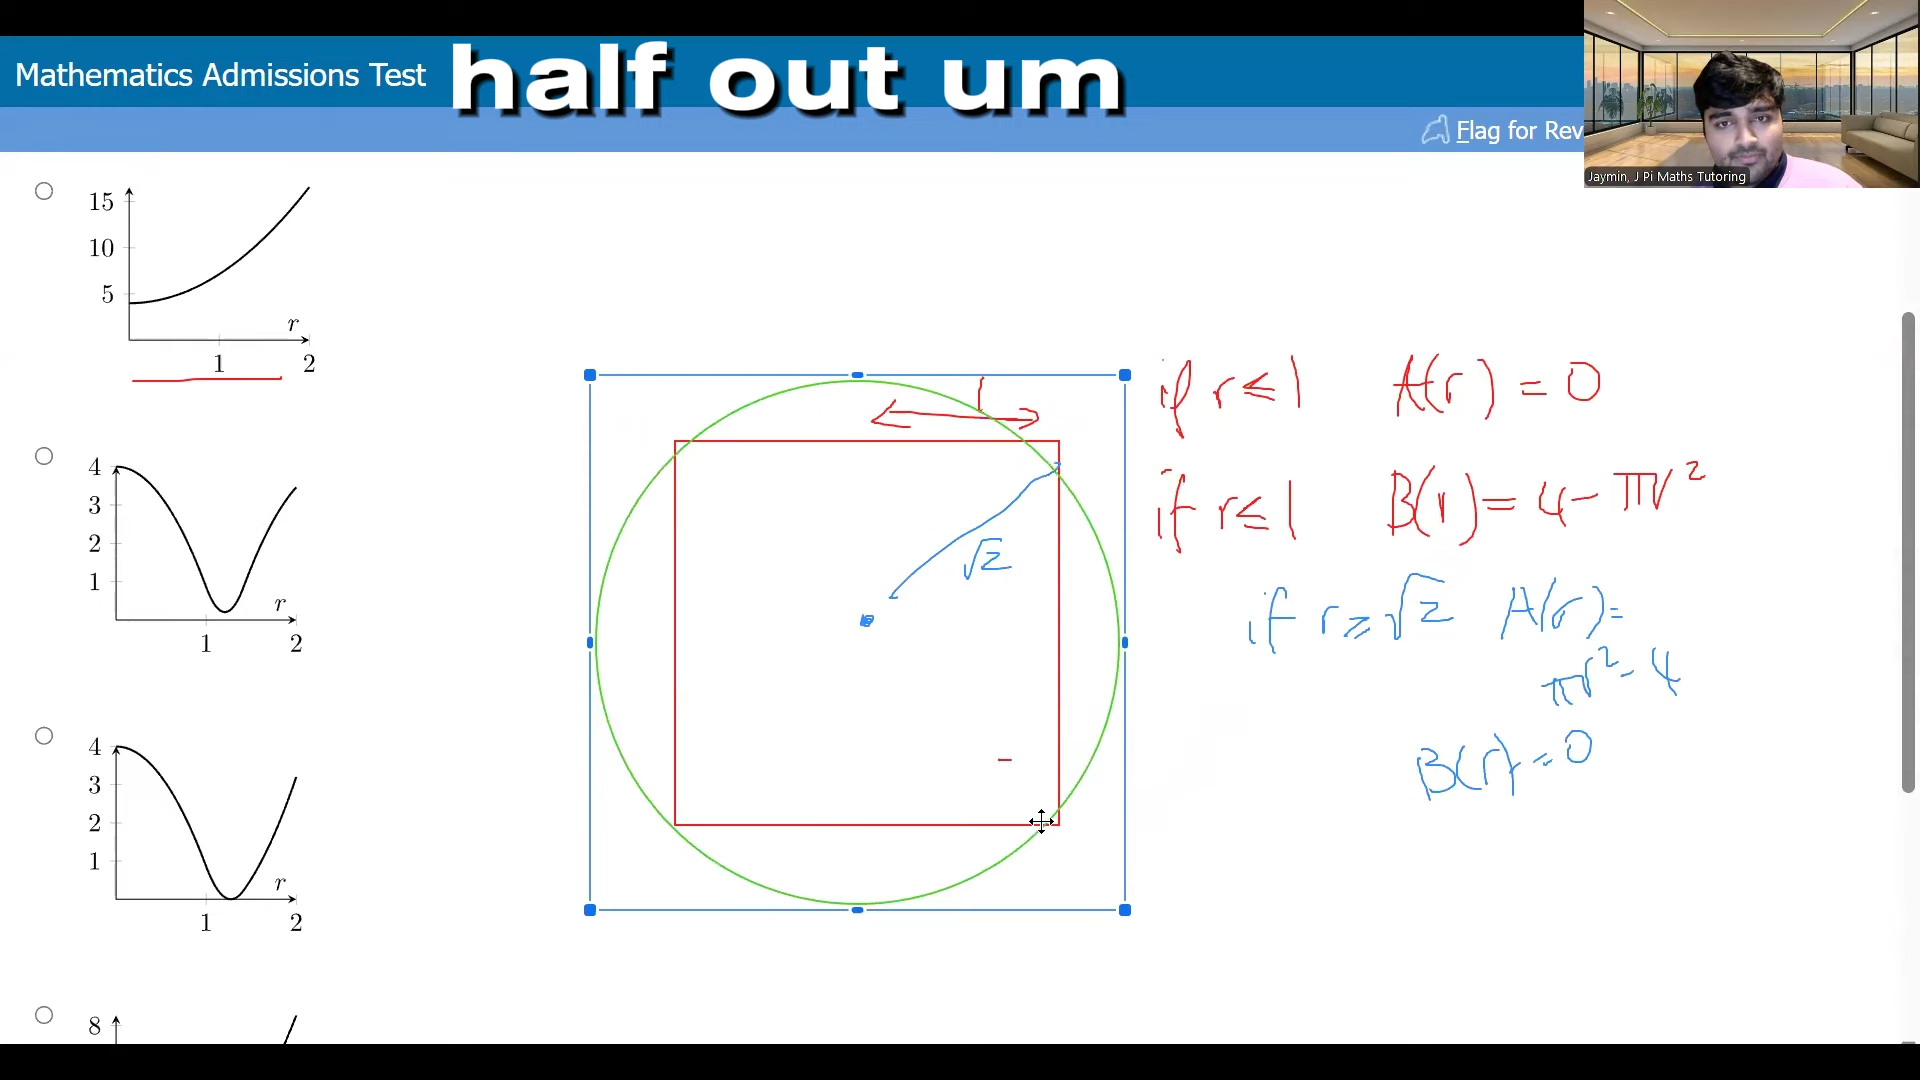 Mathematics Admissions Test
half out um
Flag for Rev
Jaymin, J Pi Maths Tutoring
15
10
5
r
1 2
4
3
2
1
r
1 2
4
3
2
1
r
1 2
8
1
√2
if r ≤ 1 A(r) = 0
if r ≤ 1 B(r) = 4 - πr²
if r ≥ √2 A(r) =
πr² - 4
B(r) = 0